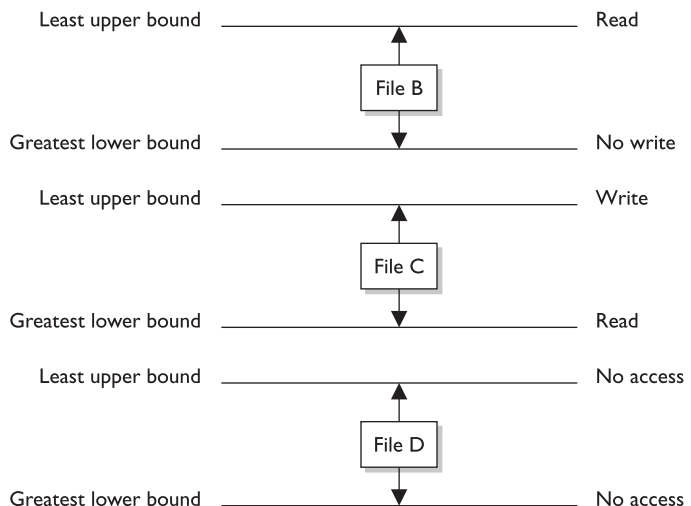 Least upper bound Read
File B
Greatest lower bound No write
Least upper bound Write
File C
Greatest lower bound Read
Least upper bound No access
File D
Greatest lower bound No access